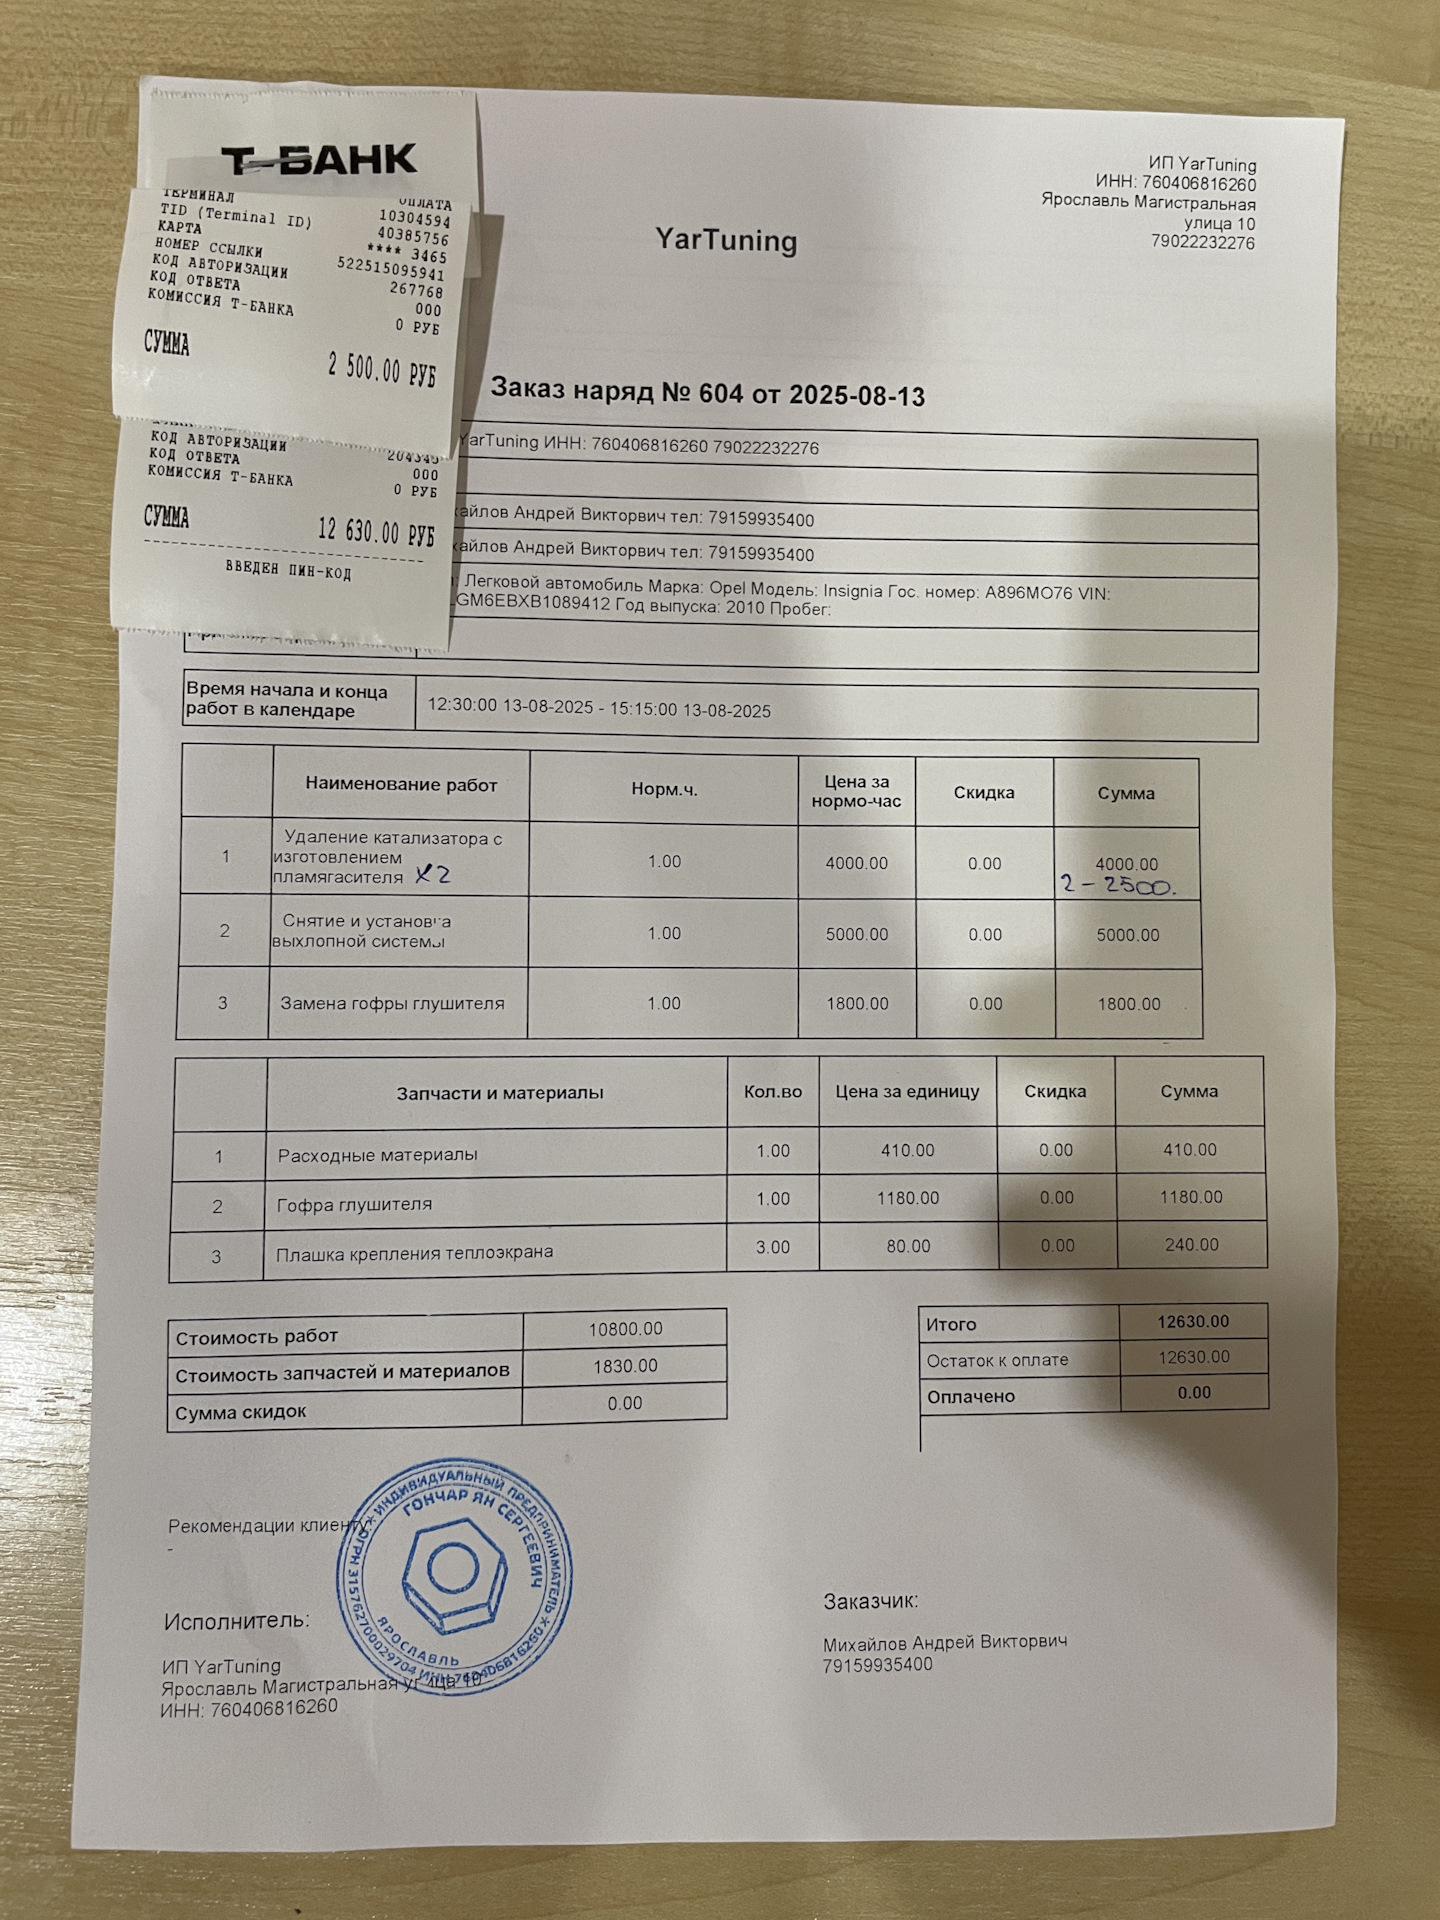 Т-БАНК
ОПЛАТА
ТЕРМИНАЛ 10304594
TID (Terminal ID) 40385756
КАРТА **** 3465
НОМЕР ССЫЛКИ 522515095941
КОД АВТОРИЗАЦИИ 267768
КОД ОТВЕТА 000
КОМИССИЯ Т-БАНКА 0 РУБ
СУММА 2 500.00 РУБ
КОД АВТОРИЗАЦИИ 204345
КОД ОТВЕТА 000
КОМИССИЯ Т-БАНКА 0 РУБ
СУММА 12 630.00 РУБ
ВВЕДЕН ПИН-КОД
ИП YarTuning
ИНН: 760406816260
Ярославль Магистральная
улица 10
79022232276
YarTuning
Заказ наряд № 604 от 2025-08-13
YarTuning ИНН: 760406816260 79022232276
хайлов Андрей Викторвич тел: 79159935400
хайлов Андрей Викторвич тел: 79159935400
Легковой автомобиль Марка: Opel Модель: Insignia Гос. номер: А896МО76 VIN:
GM6EBXB1089412 Год выпуска: 2010 Пробег:
Время начала и конца
работ в календаре
12:30:00 13-08-2025 - 15:15:00 13-08-2025
Наименование работ Норм.ч. Цена за нормо-час Скидка Сумма
1 Удаление катализатора с изготовлением пламягасителя х2 1.00 4000.00 0.00 4000.00
2 - 2500.
2 Снятие и установка выхлопной системы 1.00 5000.00 0.00 5000.00
3 Замена гофры глушителя 1.00 1800.00 0.00 1800.00
Запчасти и материалы Кол.во Цена за единицу Скидка Сумма
1 Расходные материалы 1.00 410.00 0.00 410.00
2 Гофра глушителя 1.00 1180.00 0.00 1180.00
3 Плашка крепления теплоэкрана 3.00 80.00 0.00 240.00
Стоимость работ 10800.00
Стоимость запчастей и материалов 1830.00
Сумма скидок 0.00
Итого 12630.00
Остаток к оплате 12630.00
Оплачено 0.00
Рекомендации клиенту:
-
Исполнитель:
ИП YarTuning
Ярославль Магистральная улица 10
ИНН: 760406816260
ИНДИВИДУАЛЬНЫЙ ПРЕДПРИНИМАТЕЛЬ
ГОНЧАР ЯН СЕРГЕЕВИЧ
ЯРОСЛАВЛЬ
ОГРН 315762700029704 ИНН 760406816260
Заказчик:
Михайлов Андрей Викторвич
79159935400